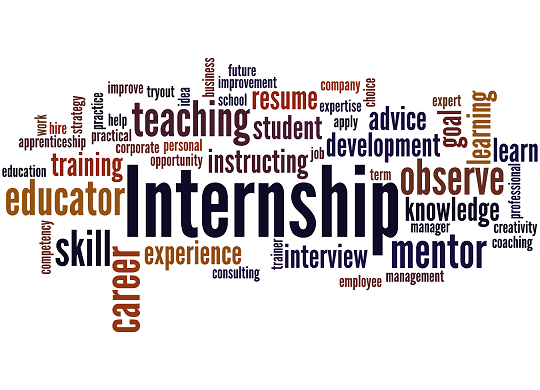 business
future
improvement
improve
tryout
idea
school
resume
company
choice
expertise
apply
work
hire
strategy
practice
help
practical
teaching
student
advice
goal
expert
learning
apprenticeship
corporate
personal
opportunity
instructing
job
development
learn
education
training
term
observe
professional
educator
Internship
knowledge
manager
creativity
coaching
competency
skill
career
experience
consulting
trainer
interview
mentor
employee
management